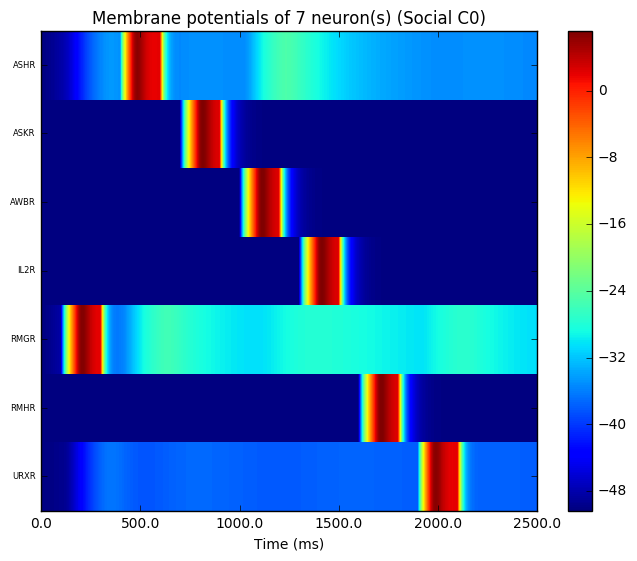 Membrane potentials of 7 neuron(s) (Social C0)
ASHR
ASKR
AWBR
IL2R
RMGR
RMHR
URXR
0.0 500.0 1000.0 1500.0 2000.0 2500.0
Time (ms)
0
−8
−16
−24
−32
−40
−48